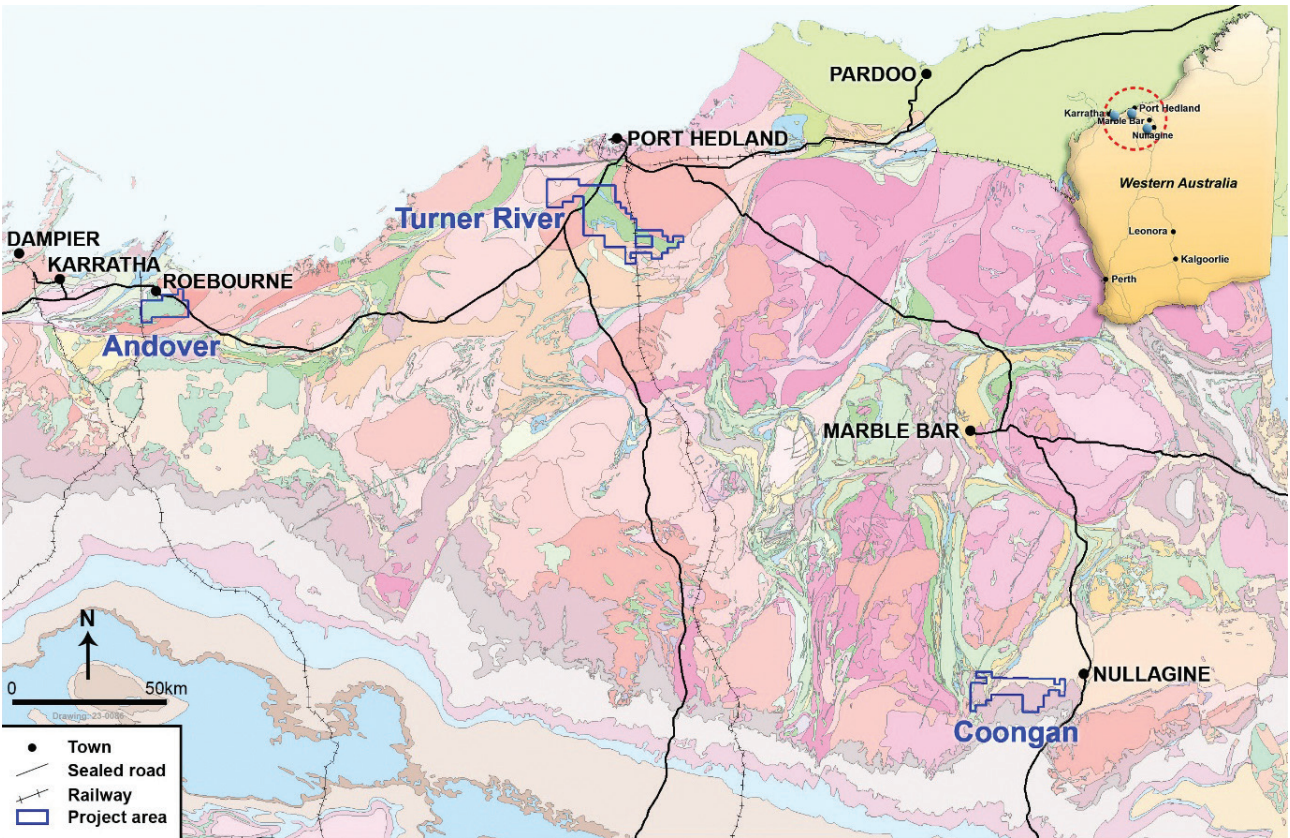 PARDOO
PORT HEDLAND
Turner River
DAMPIER
KARRATHA
ROEBOURNE
Andover
MARBLE BAR
NULLAGINE
Coongan
Karratha
Port Hedland
Marble Bar
Nullagine
Western Australia
Leonora
Kalgoorlie
Perth
N
0 50km
Town
Sealed road
Railway
Project area